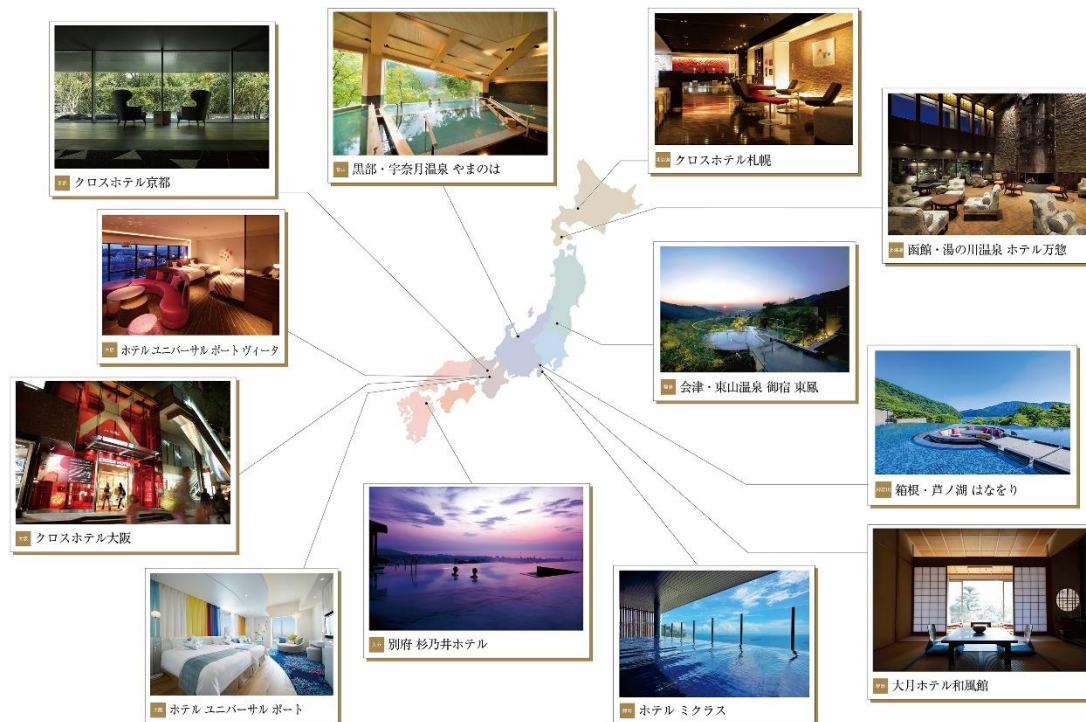 クロスホテル京都
黒部・宇奈月温泉 やまのは
クロスホテル札幌
函館・湯の川温泉 ホテル万惣
ホテル ユニバーサル ポート ヴィータ
会津・東山温泉 御宿 東鳳
箱根・芦ノ湖 はなをり
クロスホテル大阪
別府 杉乃井ホテル
大月ホテル和風館
ホテル ユニバーサル ポート
ホテル ミクラス